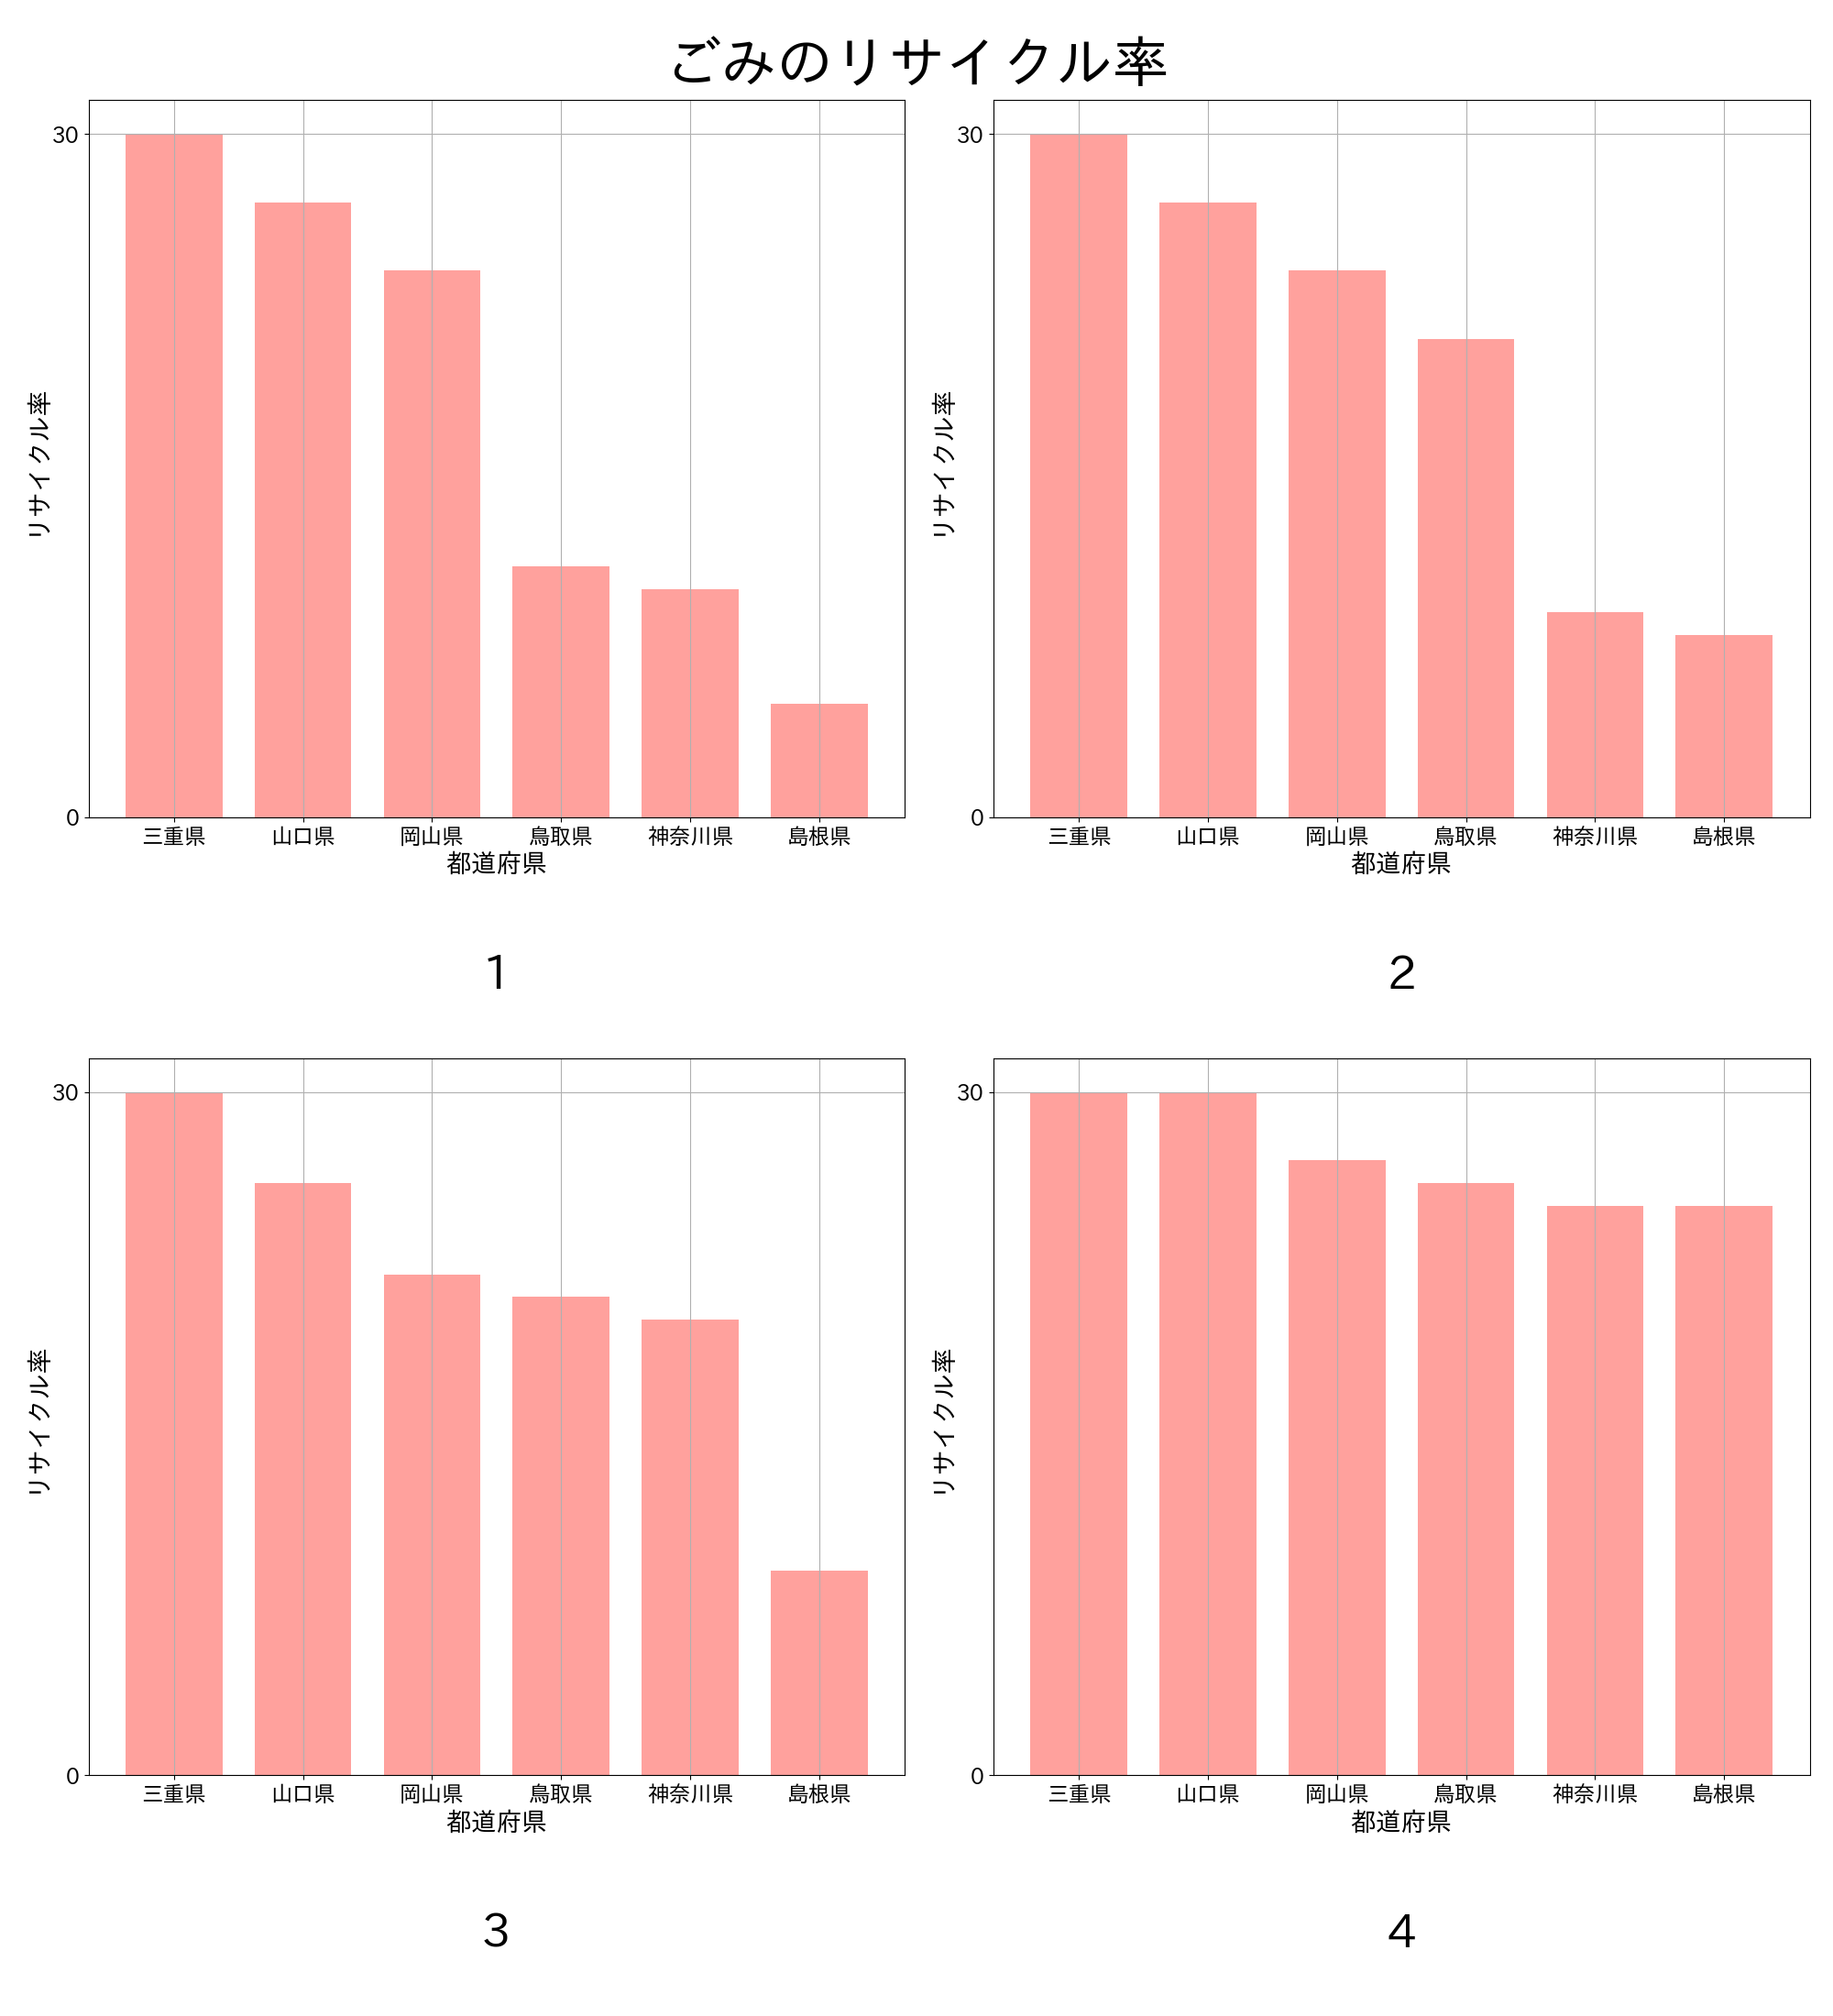 ごみのリサイクル率
30
0
リサイクル率
三重県 山口県 岡山県 鳥取県 神奈川県 島根県
都道府県
1
30
0
リサイクル率
三重県 山口県 岡山県 鳥取県 神奈川県 島根県
都道府県
2
30
0
リサイクル率
三重県 山口県 岡山県 鳥取県 神奈川県 島根県
都道府県
3
30
0
リサイクル率
三重県 山口県 岡山県 鳥取県 神奈川県 島根県
都道府県
4